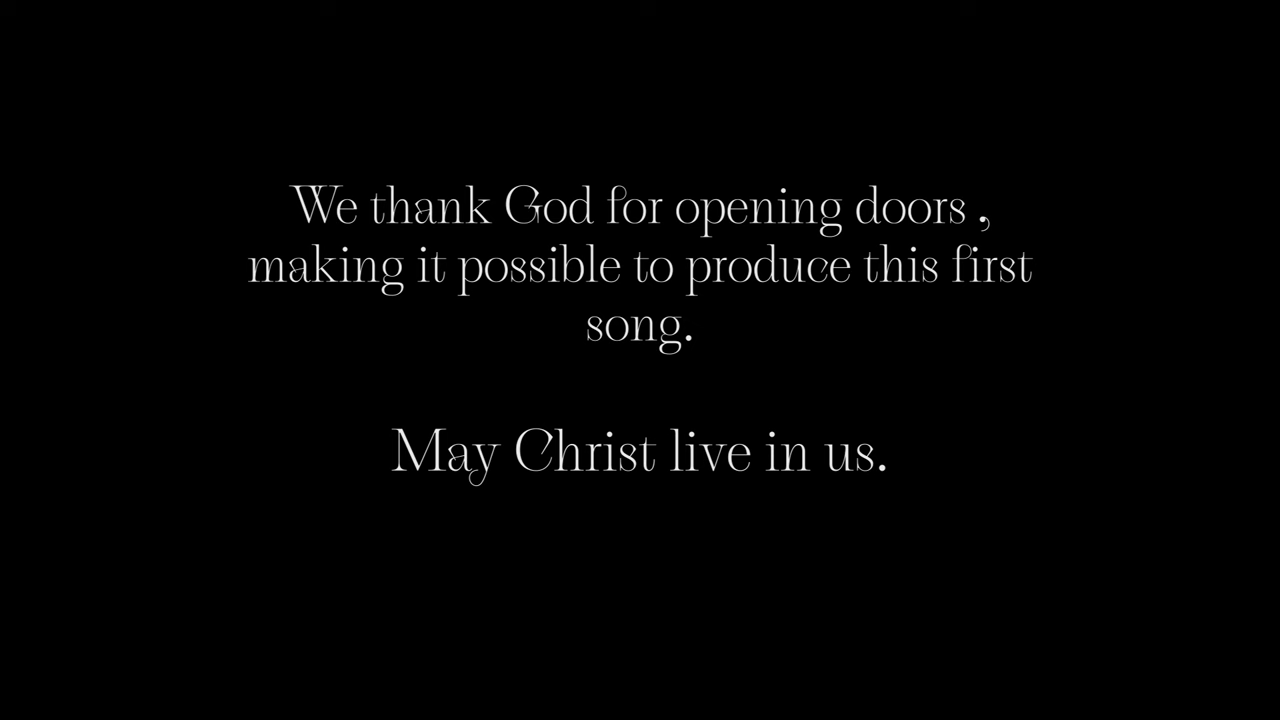 We thank God for opening doors ,
making it possible to produce this first
song.
May Christ live in us.